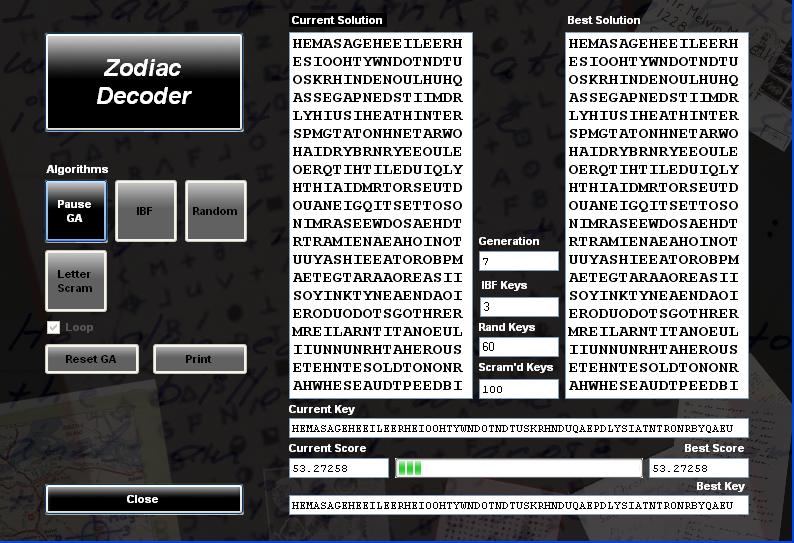 Zodiac
Decoder
Algorithms
Pause
GA
IBF
Random
Letter
Scram
Loop
Reset GA
Print
Close
Current Solution
HEMASAGEHEEILEERH
ESIOOHTYWNDOTNDTU
OSKRHINDENOULHUHQ
ASSEGAPNEDSTIIMDR
LYHIUSIHEATHINTER
SPMGTATONHNETARWO
HAIDRYBRNRYEEOULE
OERQTIHTILEDUIQLY
HTHIAIDMRTORSEUTD
OUANEIGQITSETTOSO
NIMRASEEWDOSAEHDT
RTRAMIENAEAHOINOT
UUYASHIEEATOROBPM
AETEGTARAAOREASII
SOYINKTYNEAENDAOI
ERODUODOTSGOTHRER
MREILARNTITANOEUL
IIUNNUNRHTAHEROUS
ETEHNTESOLDTONONR
AHWHESEAUDTPEEDBI
Generation
7
IBF Keys
3
Rand Keys
60
Scram'd Keys
100
Best Solution
HEMASAGEHEEILEERH
ESIOOHTYWNDOTNDTU
OSKRHINDENOULHUHQ
ASSEGAPNEDSTIIMDR
LYHIUSIHEATHINTER
SPMGTATONHNETARWO
HAIDRYBRNRYEEOULE
OERQTIHTILEDUIQLY
HTHIAIDMRTORSEUTD
OUANEIGQITSETTOSO
NIMRASEEWDOSAEHDT
RTRAMIENAEAHOINOT
UUYASHIEEATOROBPM
AETEGTARAAOREASII
SOYINKTYNEAENDAOI
ERODUODOTSGOTHRER
MREILARNTITANOEUL
IIUNNUNRHTAHEROUS
ETEHNTESOLDTONONR
AHWHESEAUDTPEEDBI
Current Key
HEMASAGEHEEILEERHEIOOHTYWNDOTNDTUSKRHNDUQAEPDLYSIATNTRONRBYQAEU
Current Score
53.27258
Best Score
53.27258
Best Key
HEMASAGEHEEILEERHEIOOHTYWNDOTNDTUSKRHNDUQAEPDLYSIATNTRONRBYQAEU